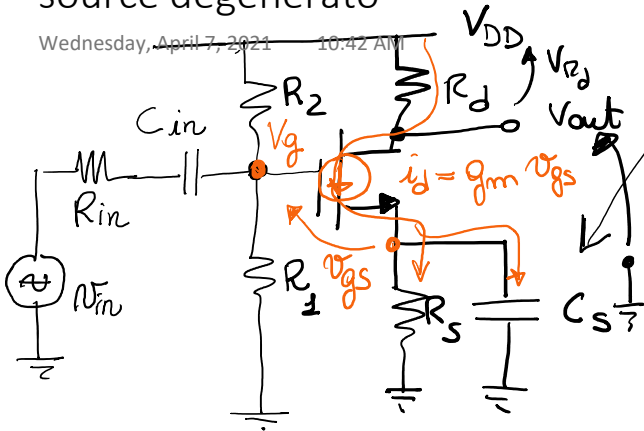 source degenerato
Wednesday, April 7, 2021 10:42 AM
VDD
VRd
R2
Rd
Vout
Cin
Vg
id = gm vgs
Rin
vgs
vin
R1
Rs
Cs